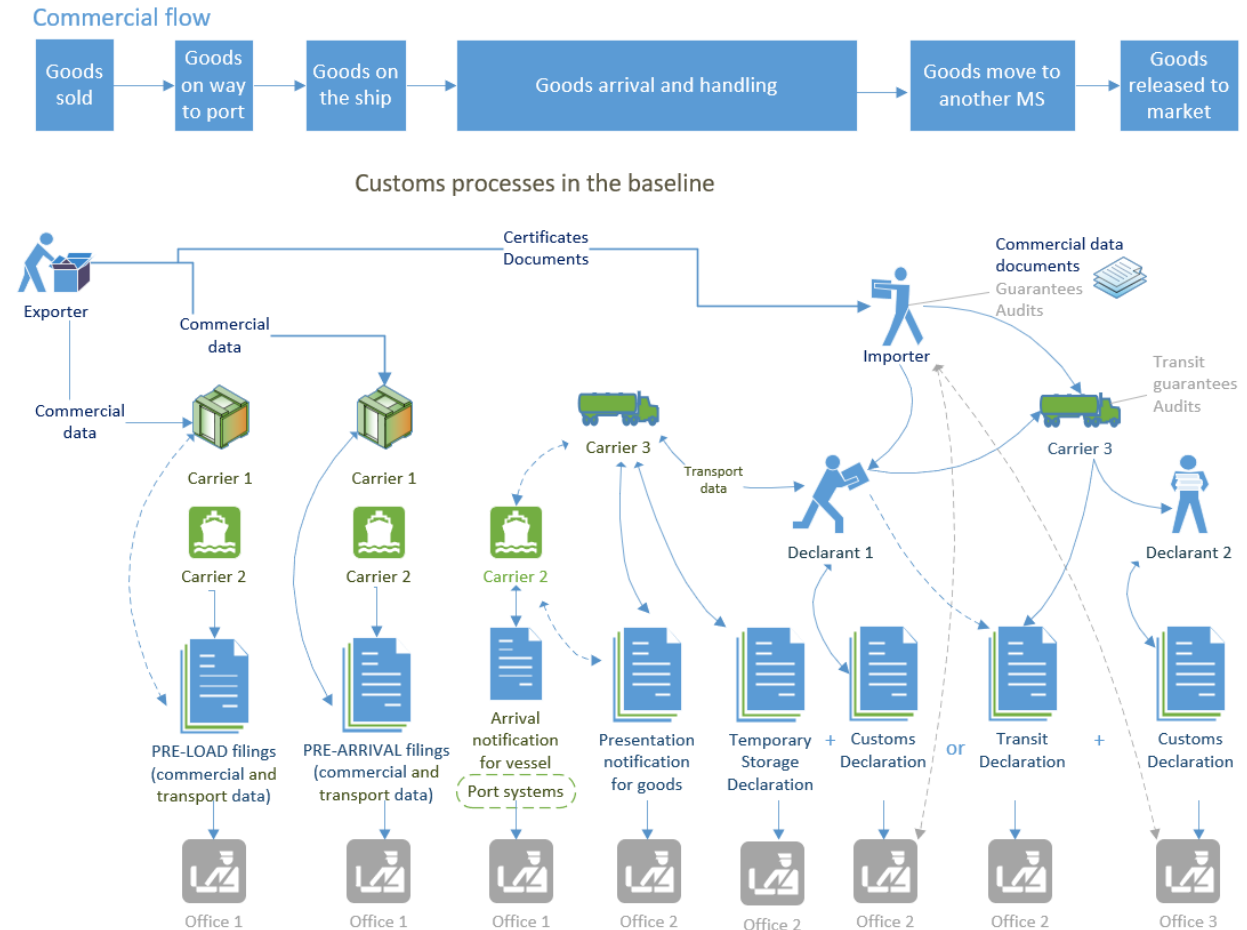 Commercial flow
Goods
sold
Goods
on way
to port
Goods on
the ship
Goods arrival and handling
Goods move to
another MS
Goods
released to
market
Customs processes in the baseline
Certificates
Documents
Commercial data
documents
Guarantees
Audits
Exporter
Commercial
data
Importer
Transit
guarantees
Audits
Commercial
data
Carrier 1
Carrier 1
Carrier 3
Transport
data
Carrier 3
Carrier 2
Carrier 2
Carrier 2
Declarant 1
Declarant 2
PRE-LOAD filings
(commercial and
transport data)
PRE-ARRIVAL filings
(commercial and
transport data)
Arrival
notification
for vessel
Port systems
Presentation
notification
for goods
Temporary
Storage
Declaration
+
Customs
Declaration
or
Transit
Declaration
+
Customs
Declaration
Office 1
Office 1
Office 1
Office 2
Office 2
Office 2
Office 2
Office 3